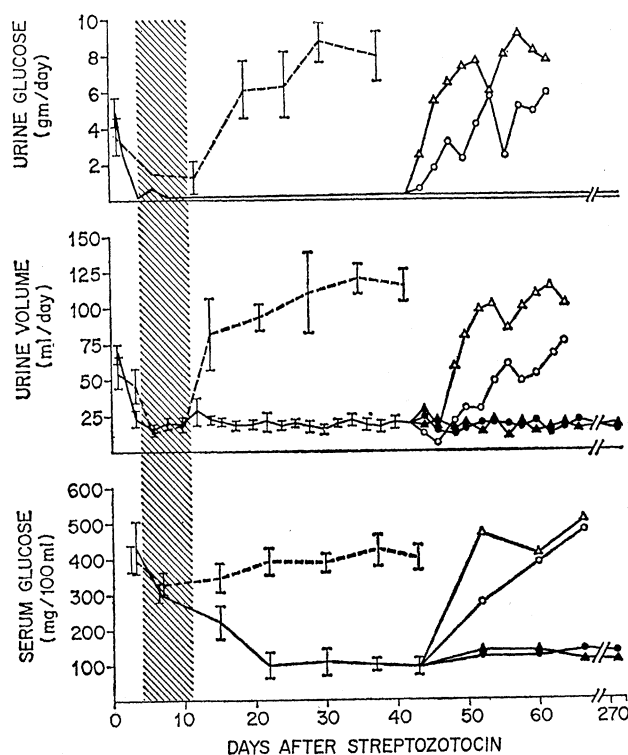 10
8
6
4
2
URINE GLUCOSE
(gm/day)
150
125
100
75
50
25
URINE VOLUME
(ml/day)
600
500
400
300
200
100
SERUM GLUCOSE
(mg/100ml)
0 10 20 30 40 50 60 270
DAYS AFTER STREPTOZOTOCIN